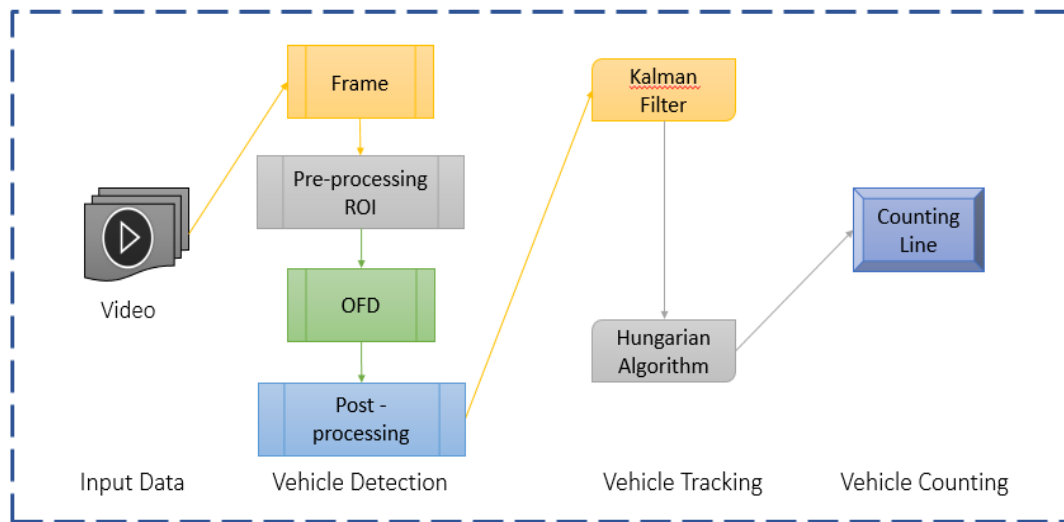 Frame
Kalman
Filter
Pre-processing
ROI
Counting
Line
OFD
Video
Hungarian
Algorithm
Post -
processing
Input Data
Vehicle Detection
Vehicle Tracking
Vehicle Counting